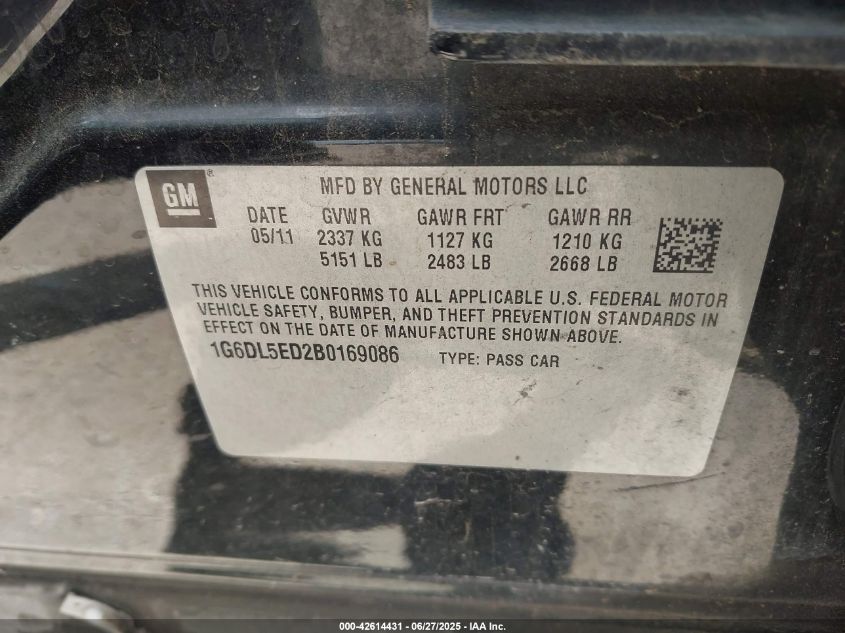 GM ®
MFD BY GENERAL MOTORS LLC
DATE GVWR GAWR FRT GAWR RR
05/11 2337 KG 1127 KG 1210 KG
5151 LB 2483 LB 2668 LB
THIS VEHICLE CONFORMS TO ALL APPLICABLE U.S. FEDERAL MOTOR
VEHICLE SAFETY, BUMPER, AND THEFT PREVENTION STANDARDS IN
EFFECT ON THE DATE OF MANUFACTURE SHOWN ABOVE.
1G6DL5ED2B0169086 TYPE: PASS CAR
000-42614431 - 06/27/2025 - IAA Inc.